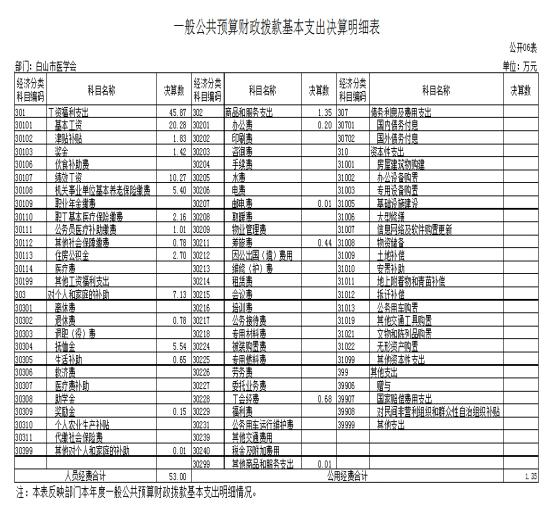 一般公共预算财政拨款基本支出决算明细表
公开06表
部门：白山市医学会 单位：万元
经济分类科目编码 科目名称 决算数 经济分类科目编码 科目名称 决算数 经济分类科目编码 科目名称 决算数
301 工资福利支出 45.87 302 商品和服务支出 1.35 307 债务利息及费用支出
30101 基本工资 20.28 30201 办公费 0.20 30701 国内债务付息
30102 津贴补贴 1.83 30202 印刷费 30702 国外债务付息
30103 奖金 1.42 30203 咨询费 310 资本性支出
30106 伙食补助费 30204 手续费 31001 房屋建筑物购建
30107 绩效工资 10.27 30205 水费 31002 办公设备购置
30108 机关事业单位基本养老保险缴费 5.40 30206 电费 31003 专用设备购置
30109 职业年金缴费 30207 邮电费 0.01 31005 基础设施建设
30110 职工基本医疗保险缴费 2.16 30208 取暖费 31006 大型修缮
30111 公务员医疗补助缴费 1.01 30209 物业管理费 31007 信息网络及软件购置更新
30112 其他社会保障缴费 0.78 30211 差旅费 0.44 31008 物资储备
30113 住房公积金 2.70 30212 因公出国（境）费用 31009 土地补偿
30114 医疗费 30213 维修（护）费 31010 安置补助
30199 其他工资福利支出 30214 租赁费 31011 地上附着物和青苗补偿
303 对个人和家庭的补助 7.13 30215 会议费 31012 拆迁补偿
30301 离休费 30216 培训费 31013 公务用车购置
30302 退休费 0.78 30217 公务接待费 31019 其他交通工具购置
30303 退职（役）费 30218 专用材料费 31021 文物和陈列品购置
30304 抚恤金 5.54 30224 被装购置费 31022 无形资产购置
30305 生活补助 0.65 30225 专用燃料费 31099 其他资本性支出
30306 救济费 30226 劳务费 399 其他支出
30307 医疗费补助 30227 委托业务费 39906 赠与
30308 助学金 30228 工会经费 0.68 39907 国家赔偿费用支出
30309 奖励金 0.15 30229 福利费 39908 对民间非营利组织和群众性自治组织补贴
30310 个人农业生产补贴 30231 公务用车运行维护费 39999 其他支出
30311 代缴社会保险费 30239 其他交通费用
30399 其他对个人和家庭的补助 0.01 30240 税金及附加费用
30299 其他商品和服务支出 0.01
人员经费合计 53.00 公用经费合计 1.35
注：本表反映部门本年度一般公共预算财政拨款基本支出明细情况。